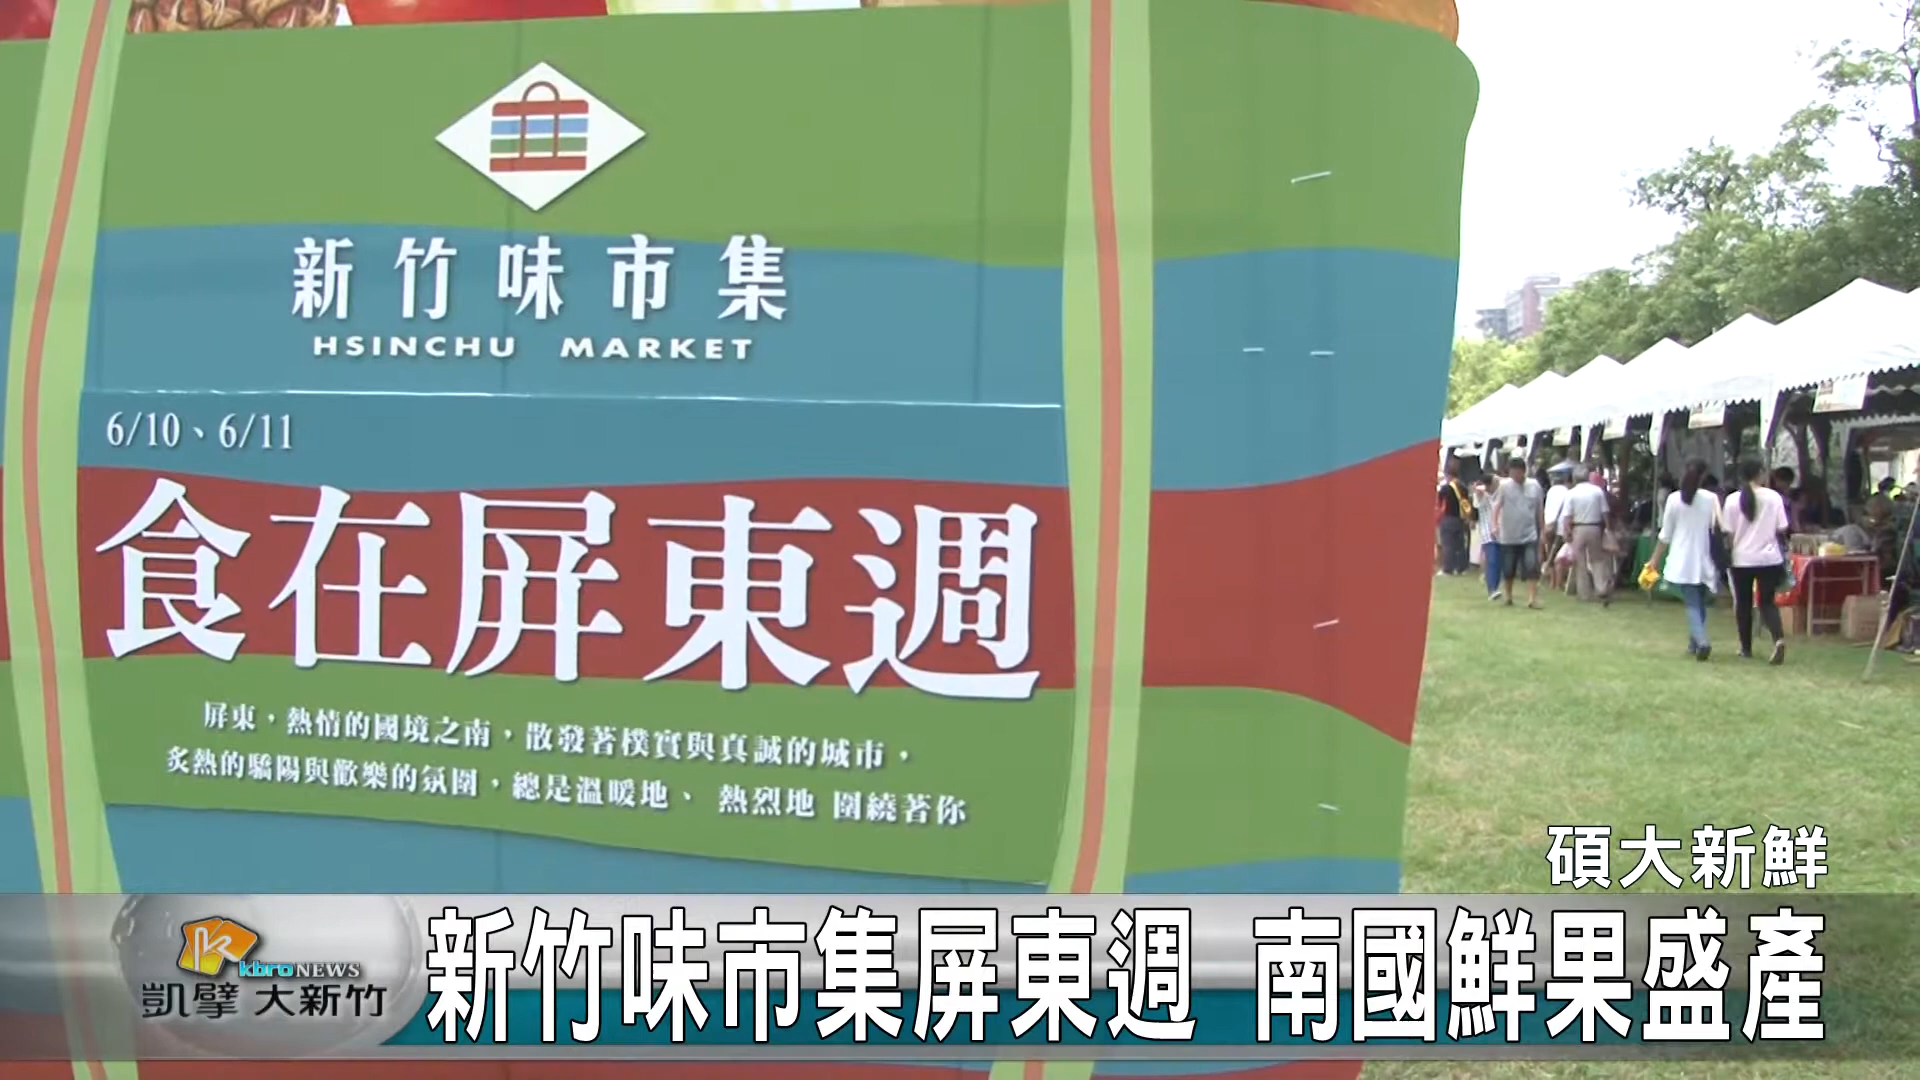 新竹味市集
HSINCHU MARKET
6/10、6/11
食在屏東週
屏東，熱情的國境之南，散發著樸實與真誠的城市，
炙熱的驕陽與歡樂的氛圍，總是溫暖地、熱烈地 圍繞著你
碩大新鮮
新竹味市集屏東週 南國鮮果盛產
kbro NEWS
凱擘 大新竹